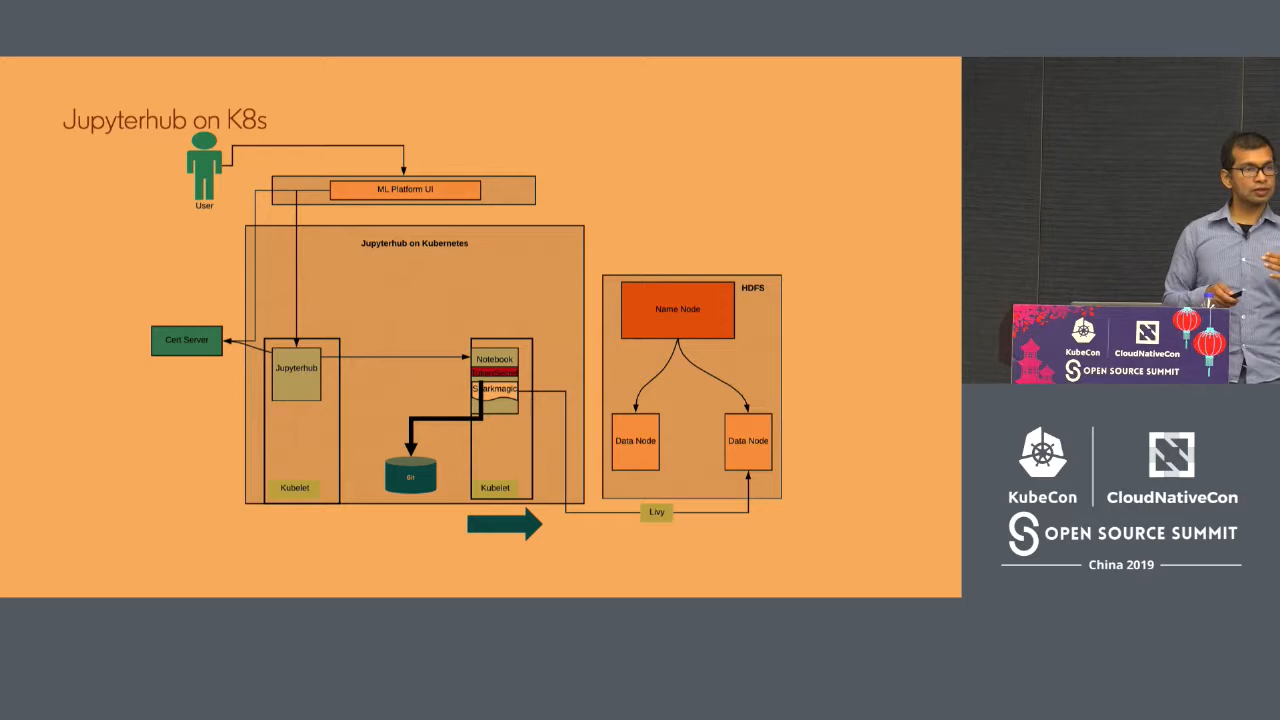 Jupyterhub on K8s
User
ML Platform UI
Jupyterhub on Kubernetes
Cert Server
Jupyterhub
Kubelet
Notebook
Sparkmagic
Kubelet
Git
HDFS
Name Node
Data Node
Data Node
Livy
KubeCon
CloudNativeCon
OPEN SOURCE SUMMIT
KubeCon
CloudNativeCon
OPEN SOURCE SUMMIT
China 2019